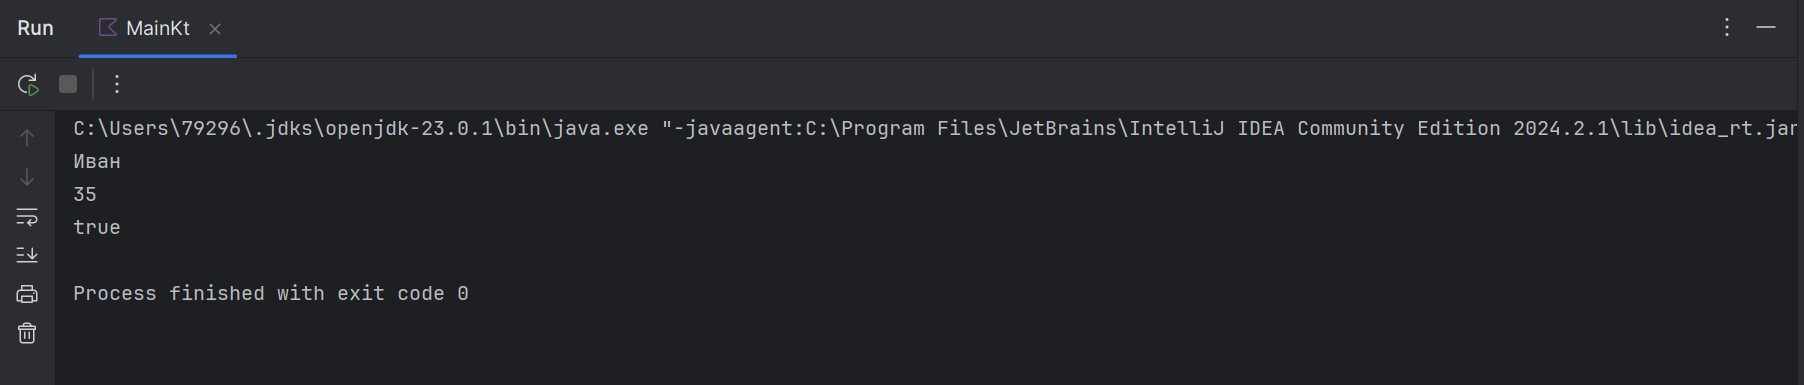 Run MainKt
C:\Users\79296\.jdks\openjdk-23.0.1\bin\java.exe "-javaagent:C:\Program Files\JetBrains\IntelliJ IDEA Community Edition 2024.2.1\lib\idea_rt.jar
Иван
35
true
Process finished with exit code 0